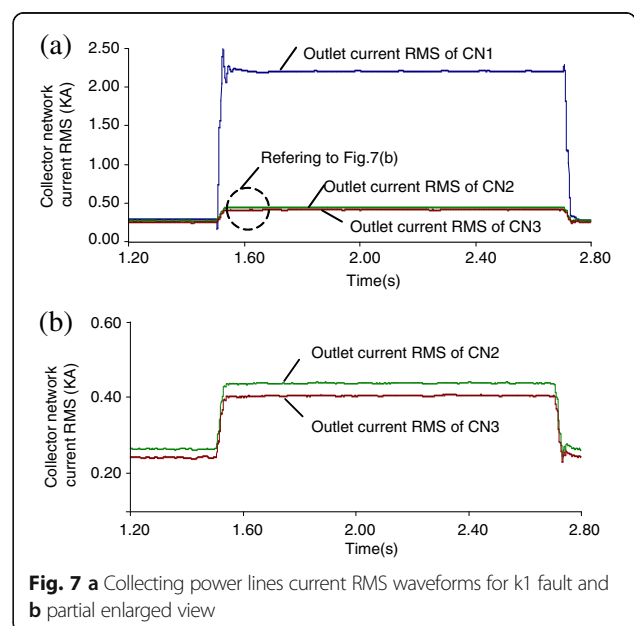 (a)
2.50
2.00
1.50
1.00
0.50
0.00
Collector network
current RMS (KA)
Outlet current RMS of CN1
Refering to Fig.7(b)
Outlet current RMS of CN2
Outlet current RMS of CN3
1.20 1.60 2.00 2.40 2.80
Time(s)
(b)
0.60
0.40
0.20
Collector network
current RMS (KA)
Outlet current RMS of CN2
Outlet current RMS of CN3
1.20 1.60 2.00 2.40 2.80
Time(s)
Fig. 7 a Collecting power lines current RMS waveforms for k1 fault and
b partial enlarged view